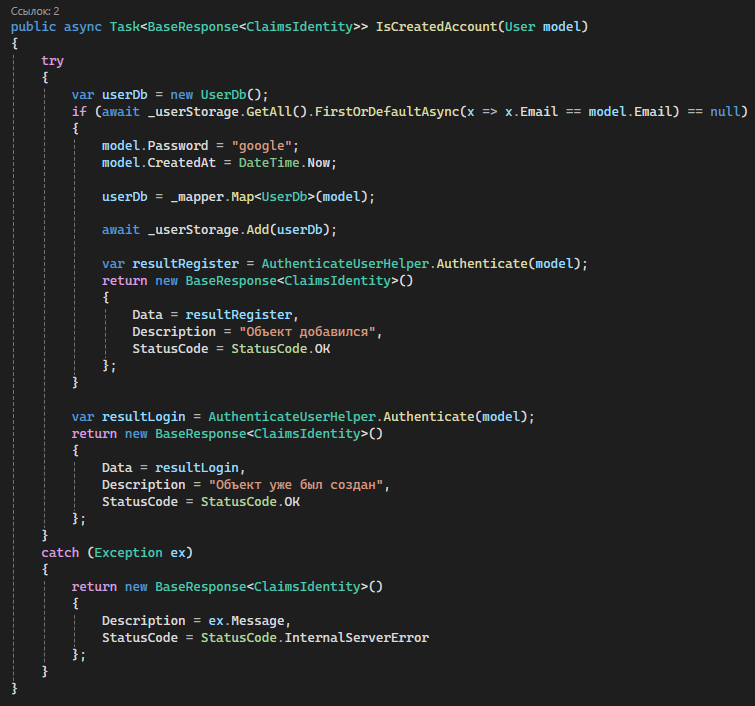 Ссылок: 2
public async Task<BaseResponse<ClaimsIdentity>> IsCreatedAccount(User model)
{
    try
    {
        var userDb = new UserDb();
        if (await _userStorage.GetAll().FirstOrDefaultAsync(x => x.Email == model.Email) == null)
        {
            model.Password = "google";
            model.CreatedAt = DateTime.Now;

            userDb = _mapper.Map<UserDb>(model);

            await _userStorage.Add(userDb);

            var resultRegister = AuthenticateUserHelper.Authenticate(model);
            return new BaseResponse<ClaimsIdentity>()
            {
                Data = resultRegister,
                Description = "Объект добавился",
                StatusCode = StatusCode.OK
            };
        }

        var resultLogin = AuthenticateUserHelper.Authenticate(model);
        return new BaseResponse<ClaimsIdentity>()
        {
            Data = resultLogin,
            Description = "Объект уже был создан",
            StatusCode = StatusCode.OK
        };
    }
    catch (Exception ex)
    {
        return new BaseResponse<ClaimsIdentity>()
        {
            Description = ex.Message,
            StatusCode = StatusCode.InternalServerError
        };
    }
}